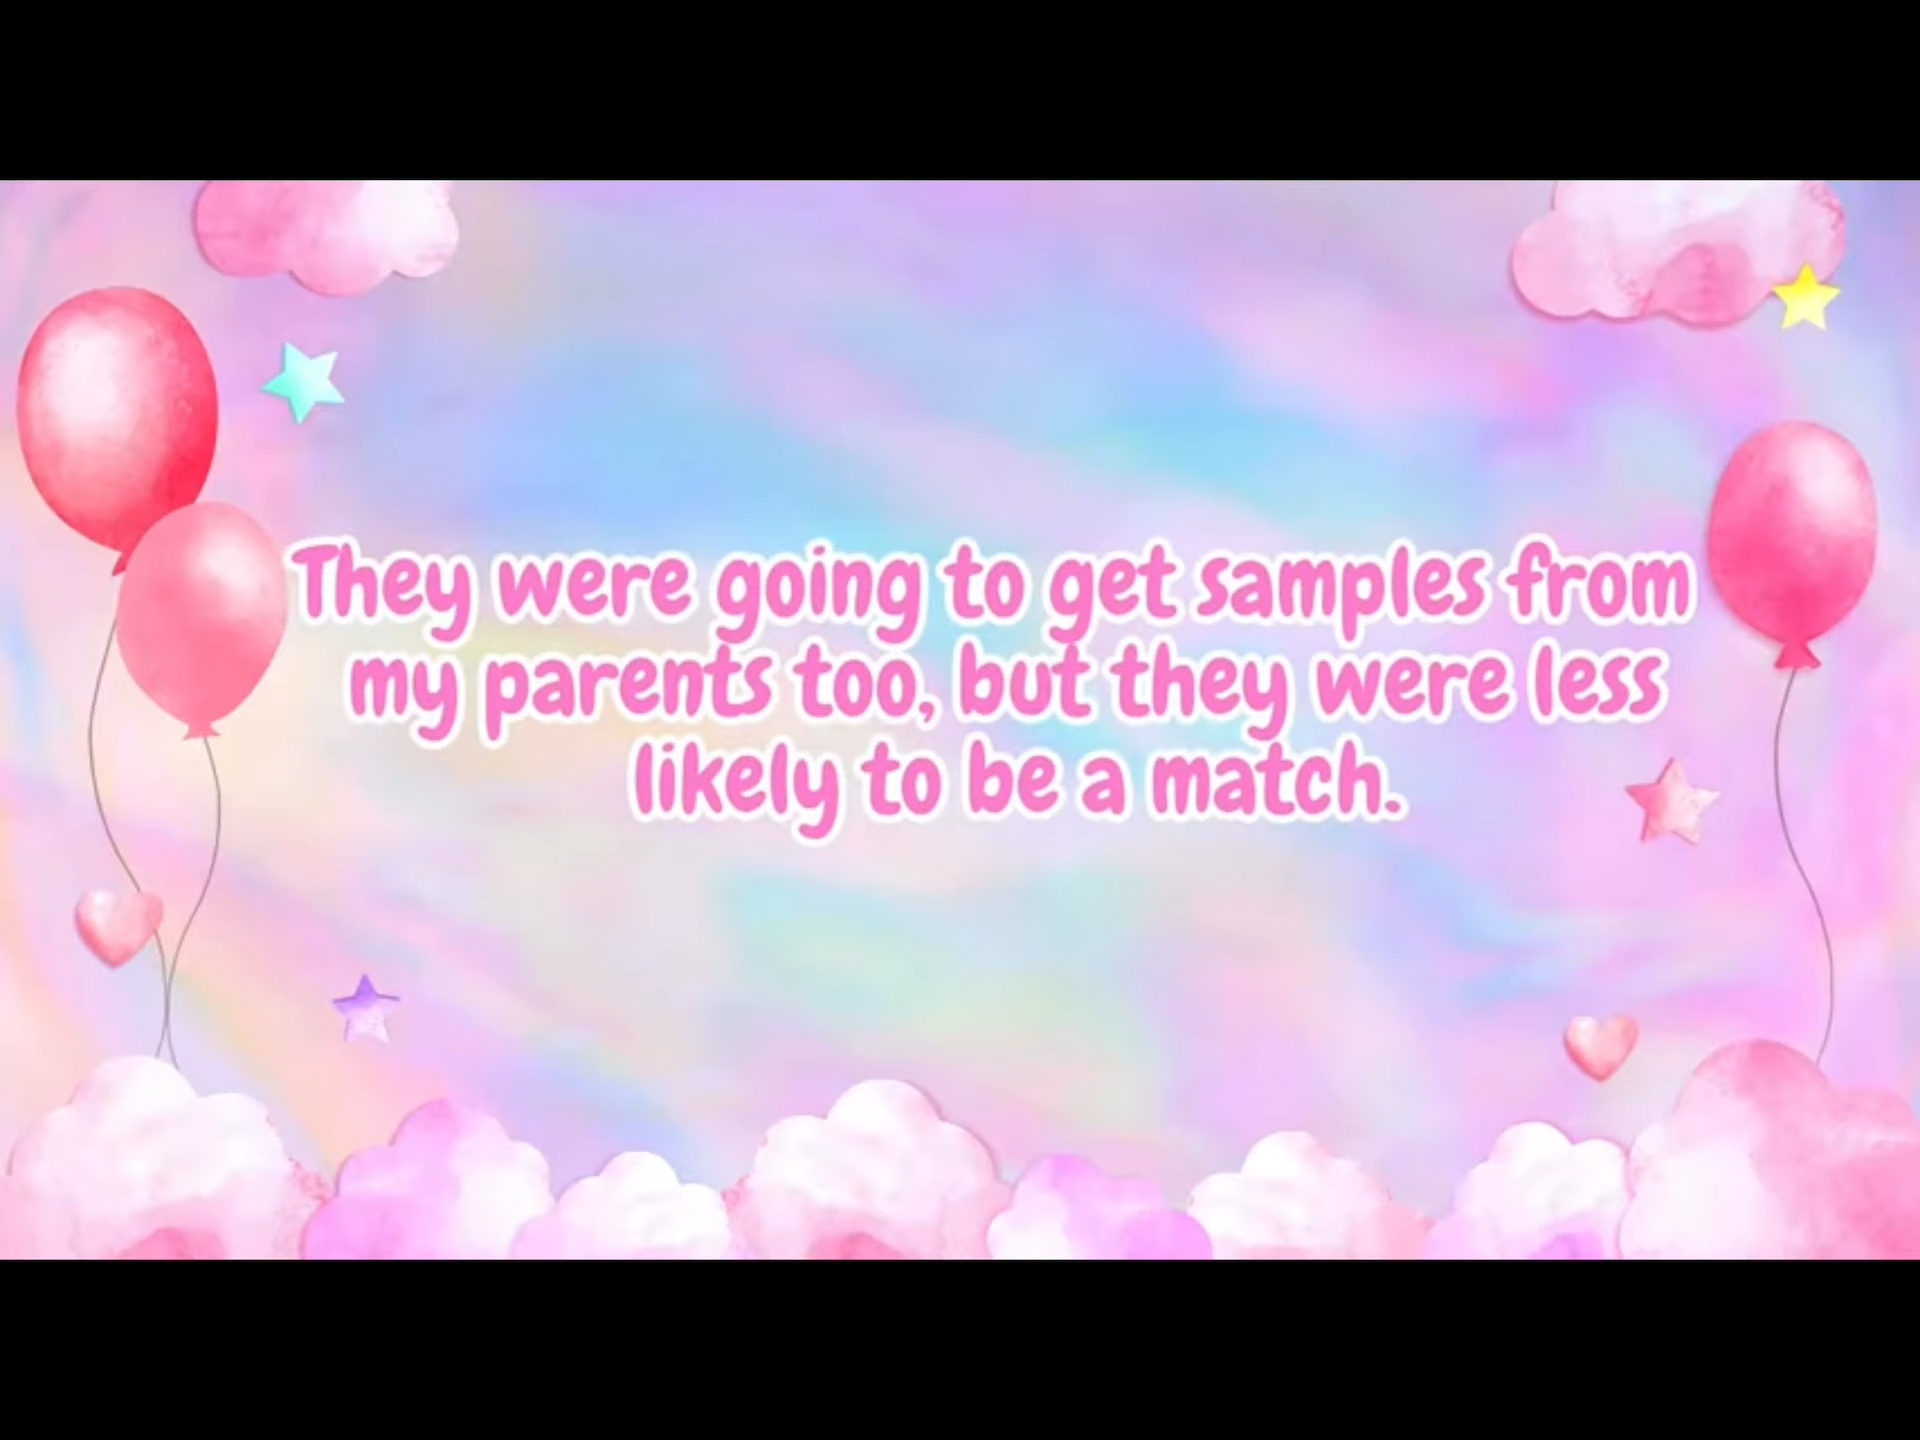 They were going to get samples from
my parents too, but they were less
likely to be a match.